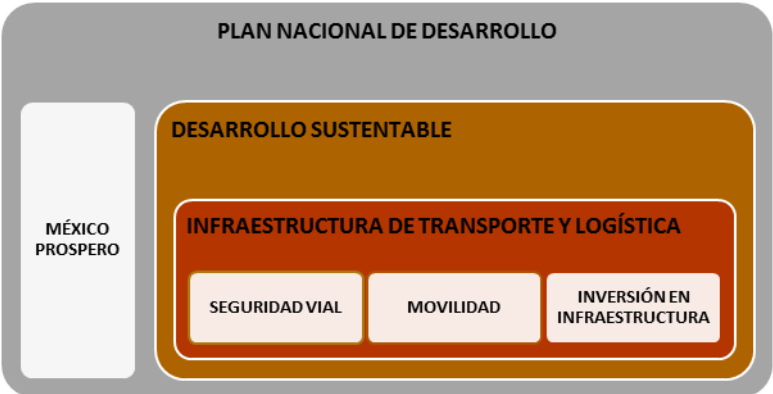 PLAN NACIONAL DE DESARROLLO
MÉXICO
PROSPERO
DESARROLLO SUSTENTABLE
INFRAESTRUCTURA DE TRANSPORTE Y LOGÍSTICA
SEGURIDAD VIAL
MOVILIDAD
INVERSIÓN EN
INFRAESTRUCTURA